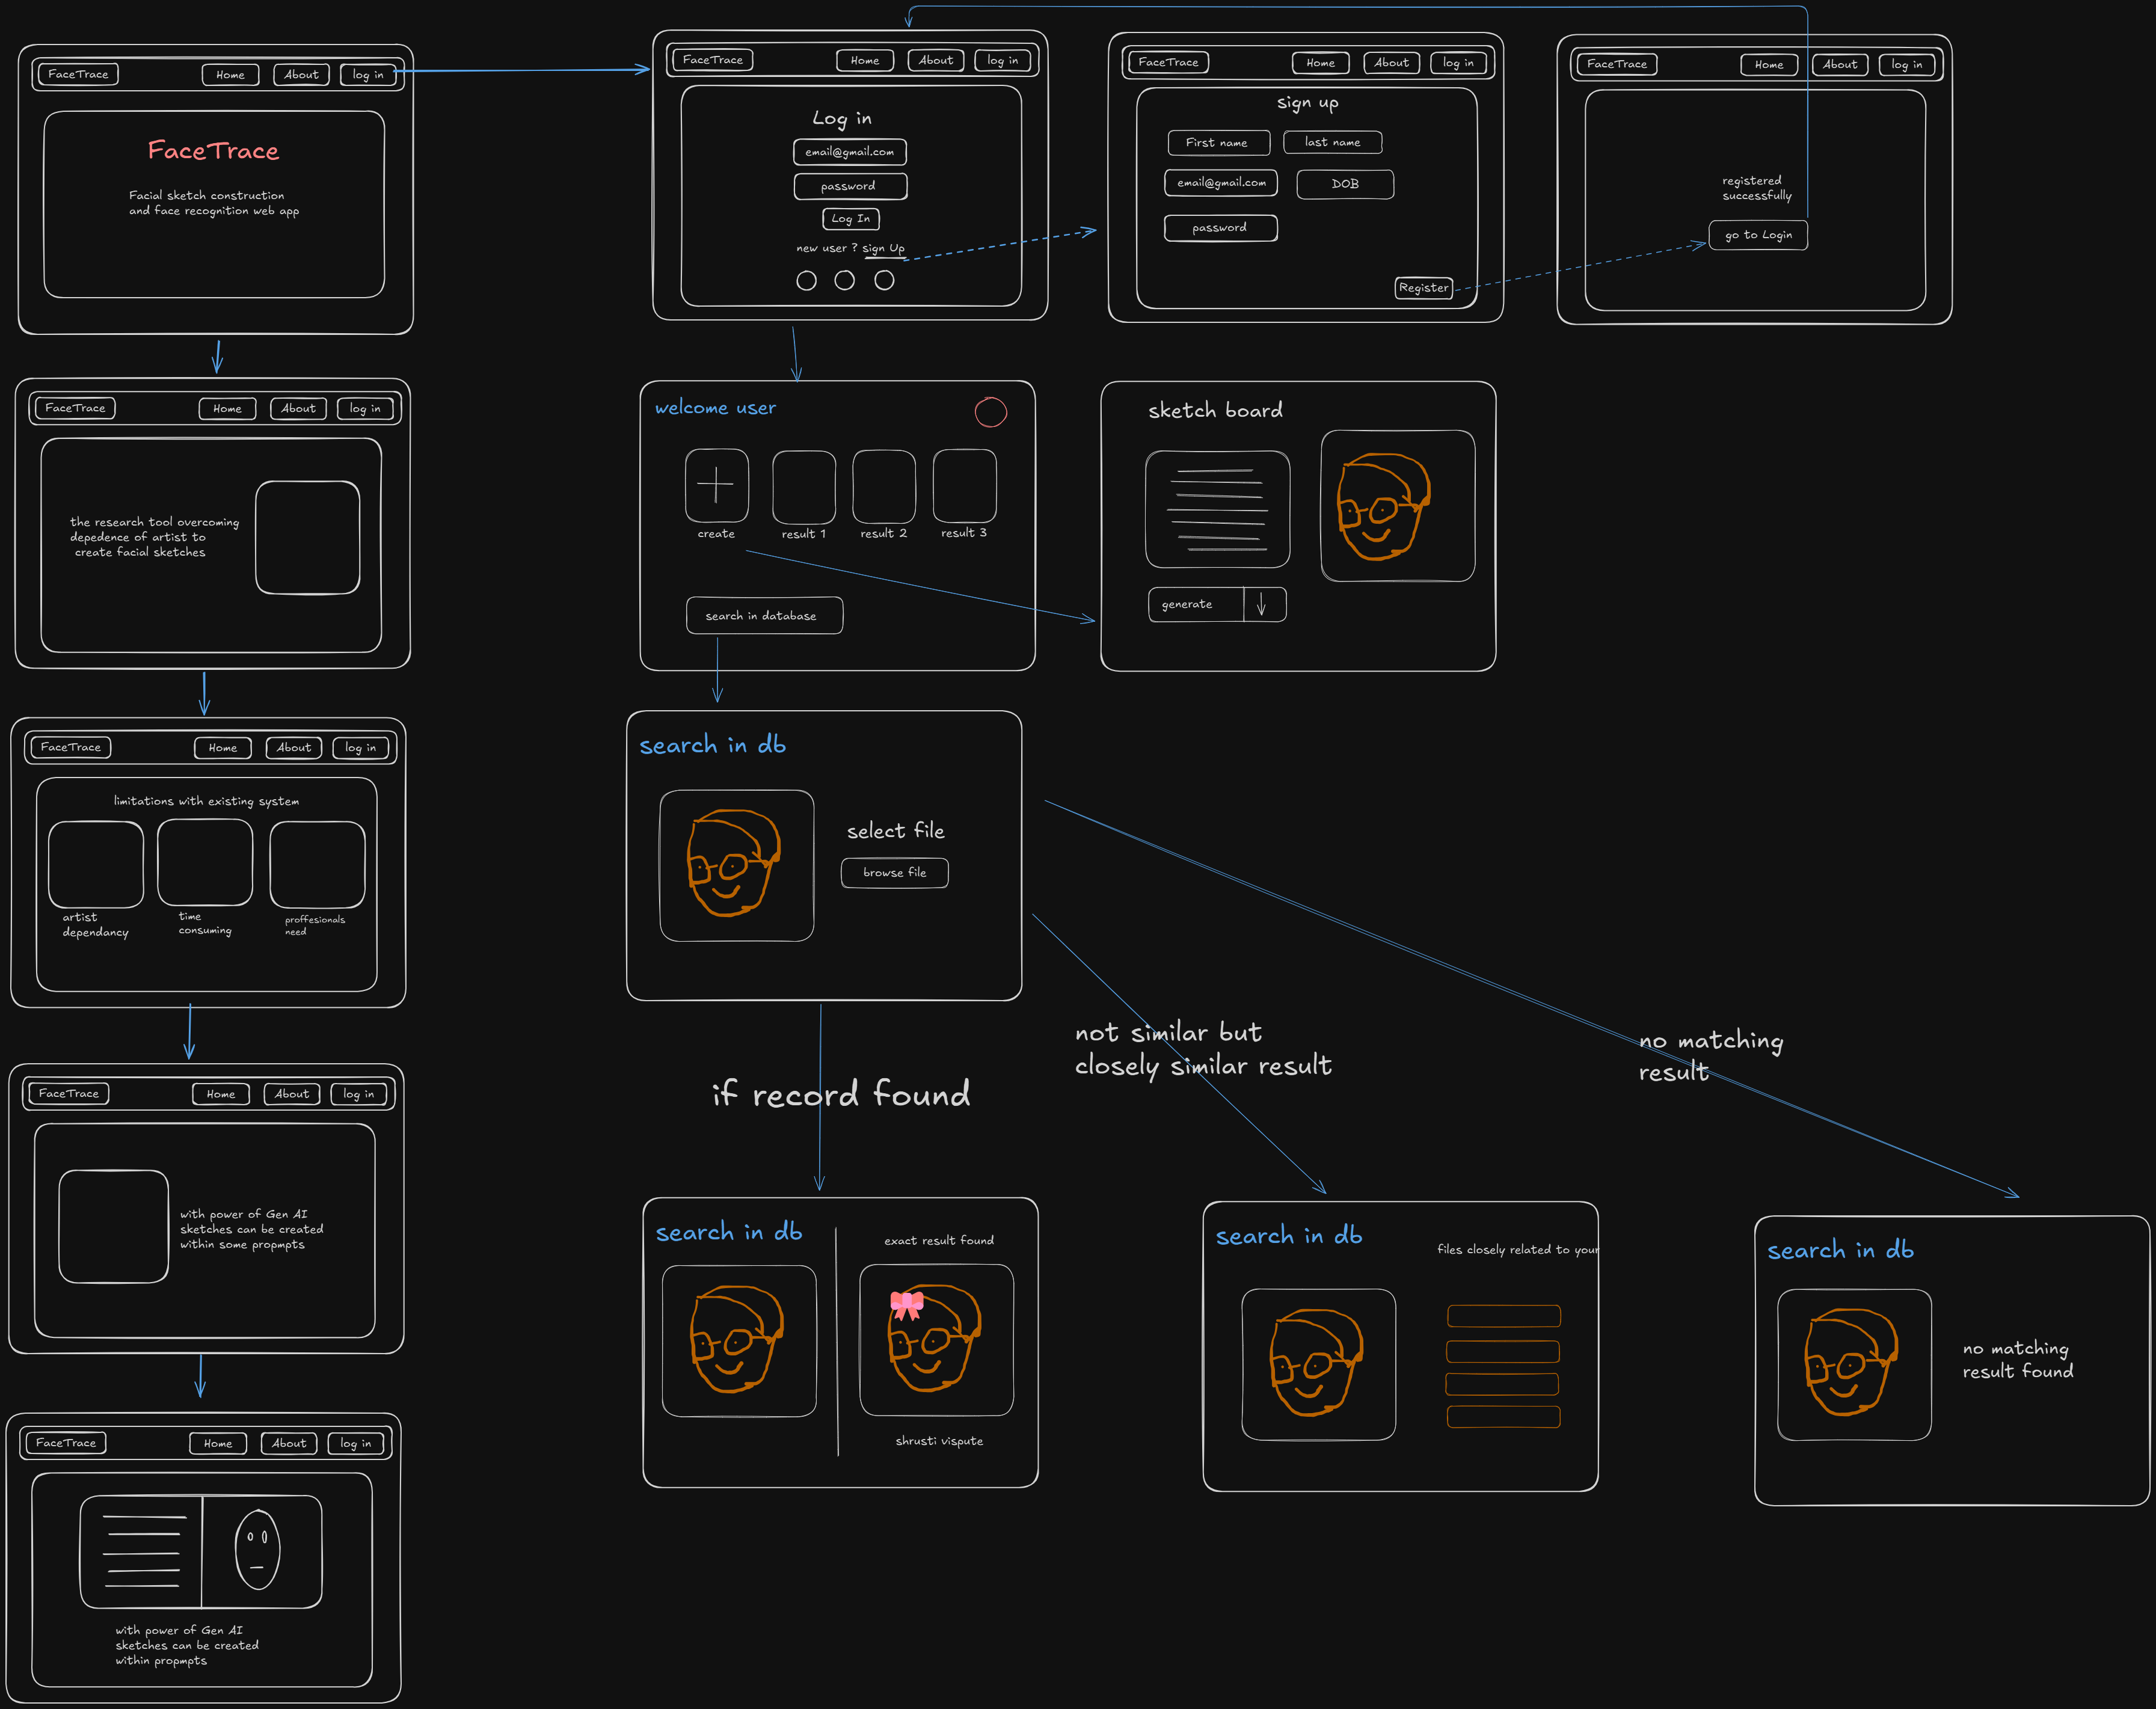 FaceTrace
Home
About
log in
FaceTrace
Facial sketch construction
and face recognition web app
FaceTrace
Home
About
log in
Log in
email@gmail.com
password
Log In
new user ? sign Up
FaceTrace
Home
About
log in
sign up
First name
last name
email@gmail.com
DOB
password
Register
FaceTrace
Home
About
log in
registered
successfully
go to Login
FaceTrace
Home
About
log in
the research tool overcoming
depedence of artist to
create facial sketches
welcome user
create
result 1
result 2
result 3
search in database
sketch board
generate
FaceTrace
Home
About
log in
limitations with existing system
artist
dependancy
time
consuming
proffesionals
need
search in db
select file
browse file
if record found
not similar but
closely similar result
no matching
result
FaceTrace
Home
About
log in
with power of Gen AI
sketches can be created
within some propmpts
search in db
exact result found
shrusti vispute
search in db
files closely related to your
search in db
no matching
result found
FaceTrace
Home
About
log in
with power of Gen AI
sketches can be created
within propmpts